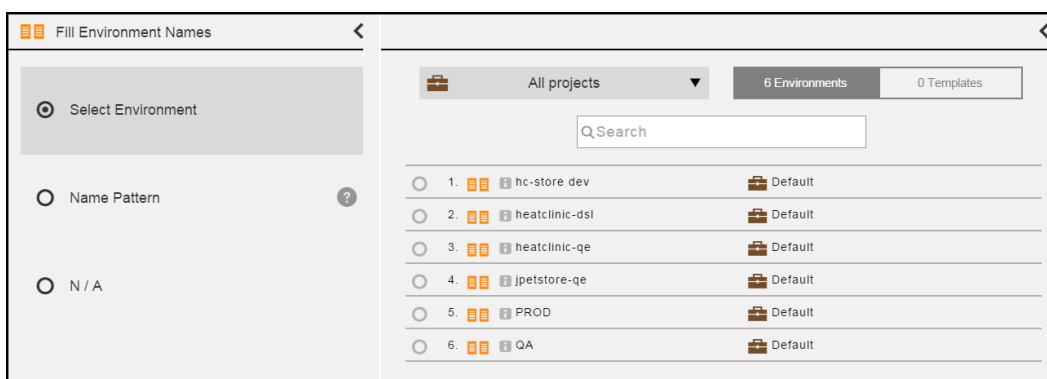 Fill Environment Names
Select Environment
Name Pattern
?
N / A
All projects
6 Environments
0 Templates
Search
1. hc-store dev Default
2. heatclinic-dsl Default
3. heatclinic-qe Default
4. jpetstore-qe Default
5. PROD Default
6. QA Default